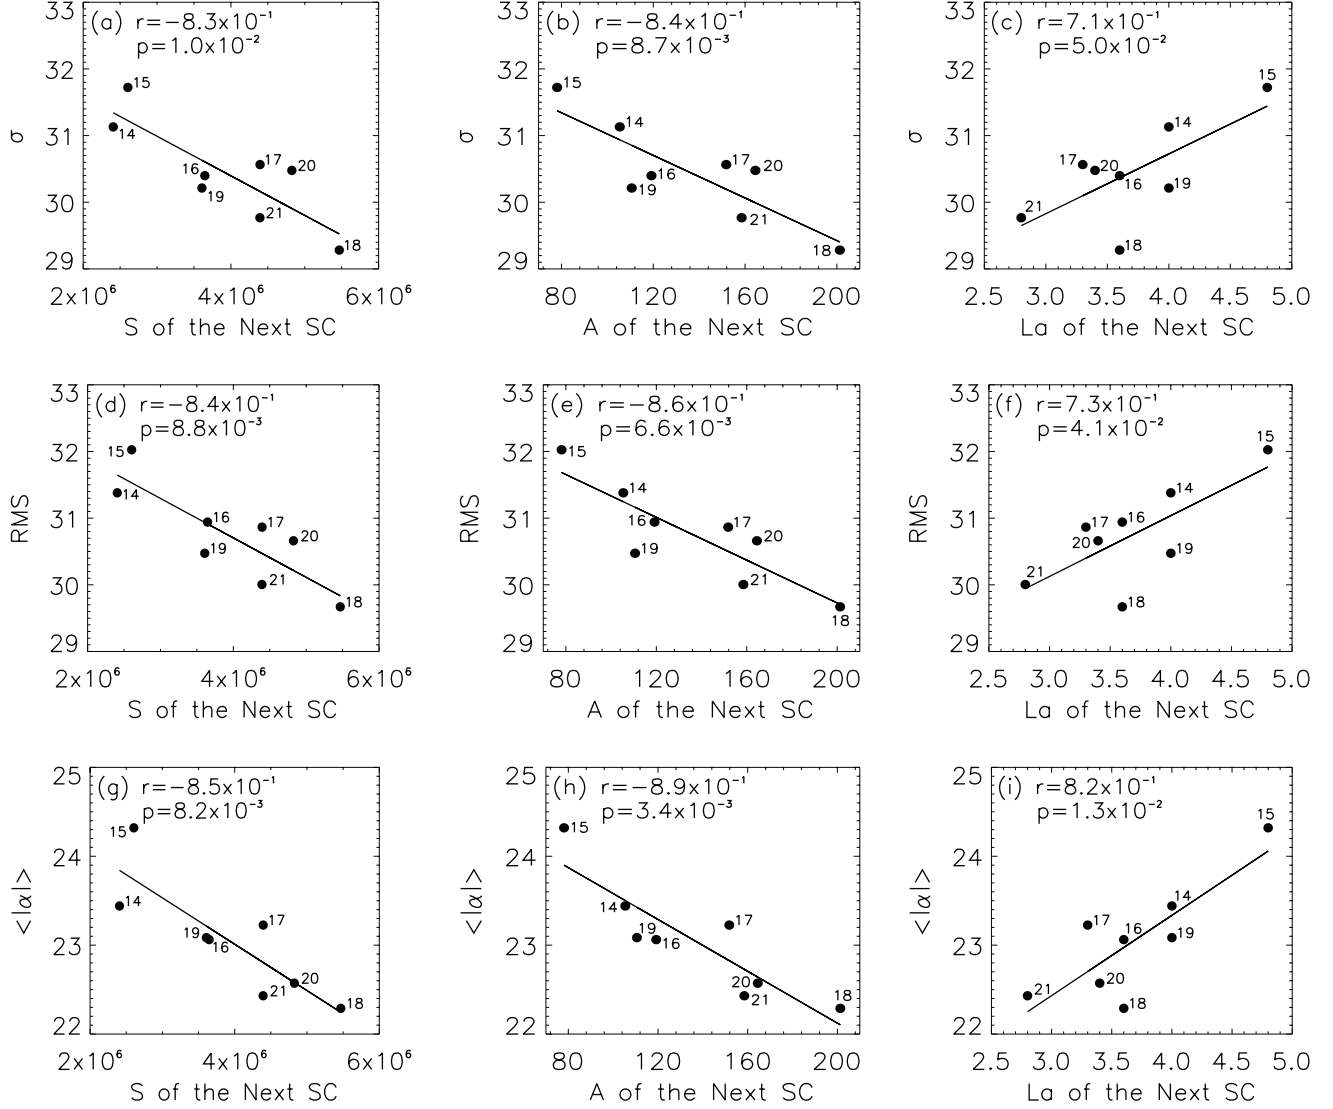 (a) r=−8.3x10⁻¹
p=1.0x10⁻²
33
32
31
30
29
σ
15
14
16
19
17
20
21
18
2x10⁶ 4x10⁶ 6x10⁶
S of the Next SC
(b) r=−8.4x10⁻¹
p=8.7x10⁻³
33
32
31
30
29
σ
15
14
16
19
17
20
21
18
80 120 160 200
A of the Next SC
(c) r=7.1x10⁻¹
p=5.0x10⁻²
33
32
31
30
29
σ
15
14
17
20
16
19
21
18
2.5 3.0 3.5 4.0 4.5 5.0
La of the Next SC
(d) r=−8.4x10⁻¹
p=8.8x10⁻³
33
32
31
30
29
RMS
15
14
16
17
20
19
21
18
2x10⁶ 4x10⁶ 6x10⁶
S of the Next SC
(e) r=−8.6x10⁻¹
p=6.6x10⁻³
33
32
31
30
29
RMS
15
14
16
17
20
19
21
18
80 120 160 200
A of the Next SC
(f) r=7.3x10⁻¹
p=4.1x10⁻²
33
32
31
30
29
RMS
15
14
17
16
20
19
21
18
2.5 3.0 3.5 4.0 4.5 5.0
La of the Next SC
(g) r=−8.5x10⁻¹
p=8.2x10⁻³
25
24
23
22
<|α|>
15
14
17
19
16
20
21
18
2x10⁶ 4x10⁶ 6x10⁶
S of the Next SC
(h) r=−8.9x10⁻¹
p=3.4x10⁻³
25
24
23
22
<|α|>
15
14
17
19
16
20
21
18
80 120 160 200
A of the Next SC
(i) r=8.2x10⁻¹
p=1.3x10⁻²
25
24
23
22
<|α|>
15
14
17
16
19
20
21
18
2.5 3.0 3.5 4.0 4.5 5.0
La of the Next SC